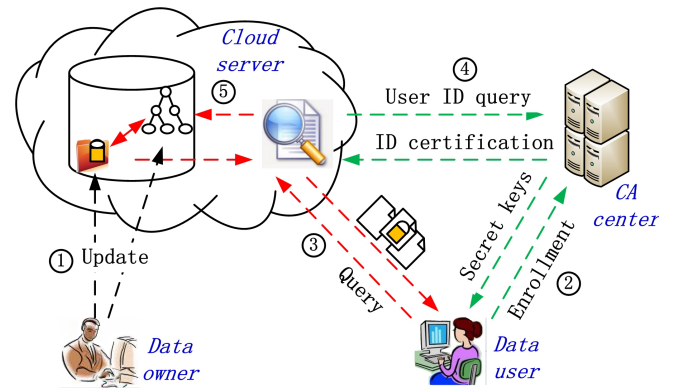 Cloud
server
④
⑤
User ID query
ID certification
CA
center
Secret keys
Enrollment
②
③
Query
① Update
Data
owner
Data
user